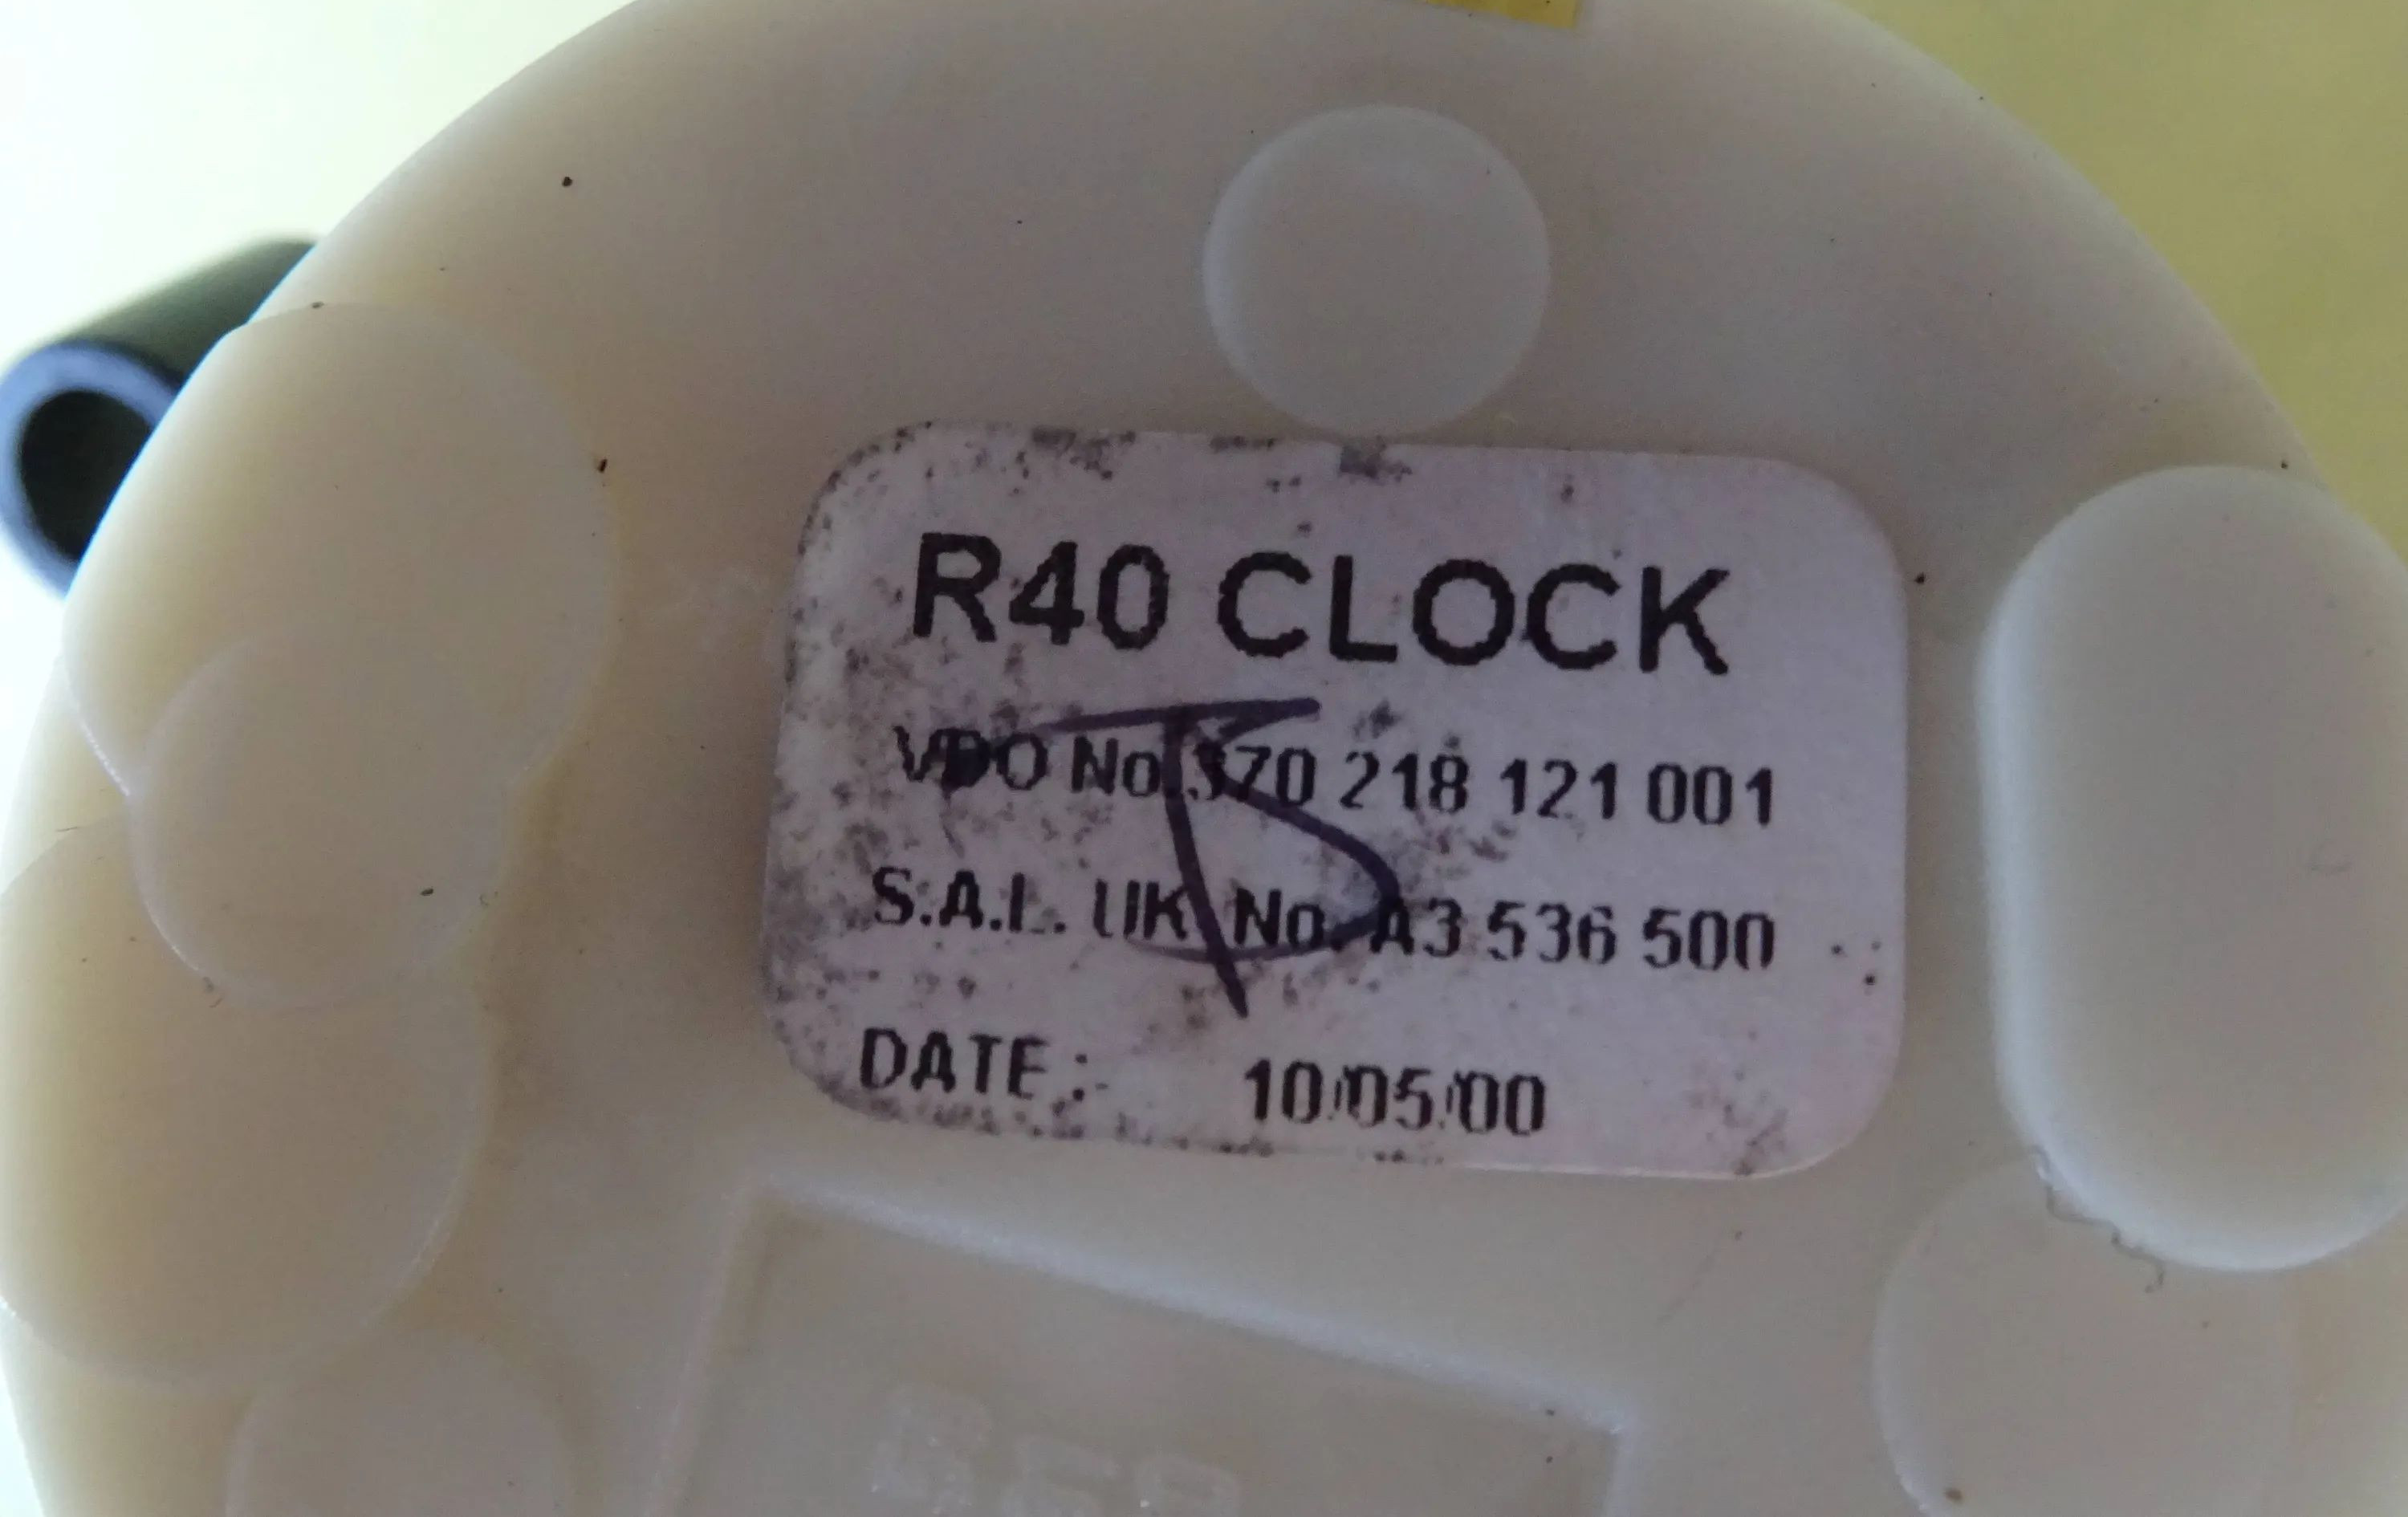 R40 CLOCK
VDO No. 370 218 121 001
S.A.L. UK No. A3 536 500
DATE :- 10/05/00